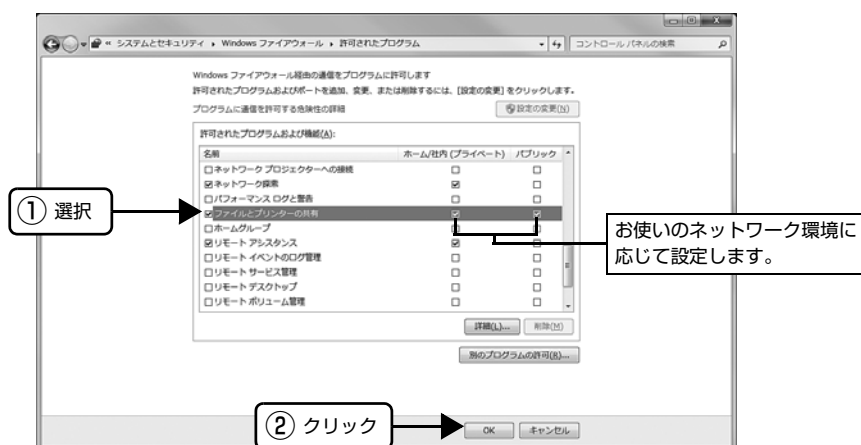 « システムとセキュリティ ▸ Windows ファイアウォール ▸ 許可されたプログラム
コントロール パネルの検索
Windows ファイアウォール経由の通信をプログラムに許可します
許可されたプログラムおよびポートを追加、変更、または削除するには、[設定の変更] をクリックします。
プログラムに通信を許可する危険性の詳細
設定の変更(N)
許可されたプログラムおよび機能(A):
名前 ホーム/社内 (プライベート) パブリック
ネットワーク プロジェクターへの接続
ネットワーク探索
パフォーマンス ログと警告
① 選択
ファイルとプリンターの共有
ホームグループ
リモート アシスタンス
リモート イベントのログ管理
リモート サービス管理
リモート デスクトップ
リモート ボリューム管理
お使いのネットワーク環境に
応じて設定します。
詳細(L)... 削除(M)
別のプログラムの許可(R)...
② クリック
OK キャンセル